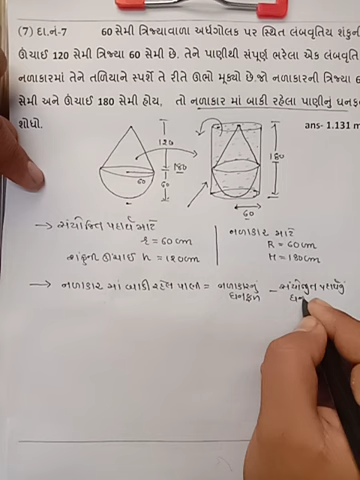 (7) દા.નં-7 60 સેમી ત્રિજ્યાવાળા અર્ધગોલક પર સ્થિત લંબવૃત્તિય શંકુની
ઊંચાઈ 120 સેમી ત્રિજ્યા 60 સેમી છે. તેને પાણીથી સંપૂર્ણ ભરેલા એક લંબવૃત્તિય
નળાકારમાં તેને તળિયાને સ્પર્શે તે રીતે ઊભો મૂક્યો છે.જો નળાકારની ત્રિજ્યા 6
સેમી અને ઊંચાઈ 180 સેમી હોય, તો નળાકાર માં બાકી રહેલા પાણીનું ઘનફળ
શોધો. ans- 1.131 m
120
180
60
60
180
60
→ સંયોજિત પદાર્થ માટે
r = 60 cm
શંકુની ઊંચાઈ h = 120 cm
નળાકાર માટે
R = 60 cm
H = 180 cm
→ નળાકાર માં બાકી રહેલ પાણી = નળાકારનું ઘનફળ - સંયોજિત પદાર્થનું
ઘન